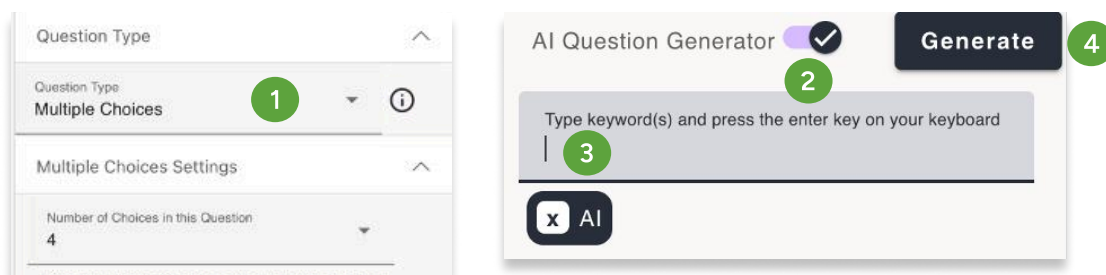 Question Type
Question Type
Multiple Choices
1
Multiple Choices Settings
Number of Choices in this Question
4
AI Question Generator
2
Generate
4
Type keyword(s) and press the enter key on your keyboard
3
x AI